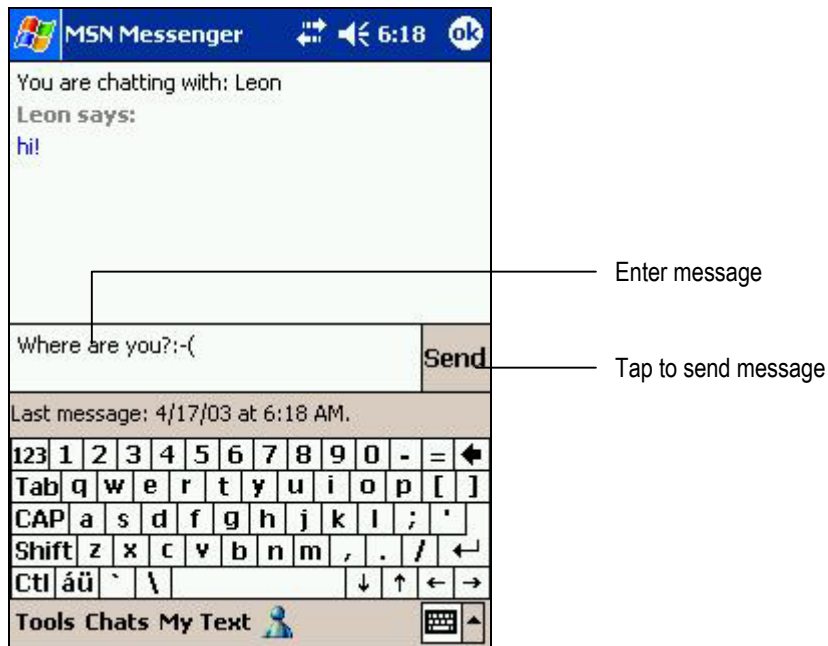 MSN Messenger 6:18 ok
You are chatting with: Leon
Leon says:
hi!
Enter message
Where are you?:-(
Send
Tap to send message
Last message: 4/17/03 at 6:18 AM.
123 1 2 3 4 5 6 7 8 9 0 - = 🡄
Tab q w e r t y u i o p [ ]
CAP a s d f g h j k l ; '
Shift z x c v b n m , . / ↵
Ctl áü ` \ ↓ ↑ ← →
Tools Chats My Text